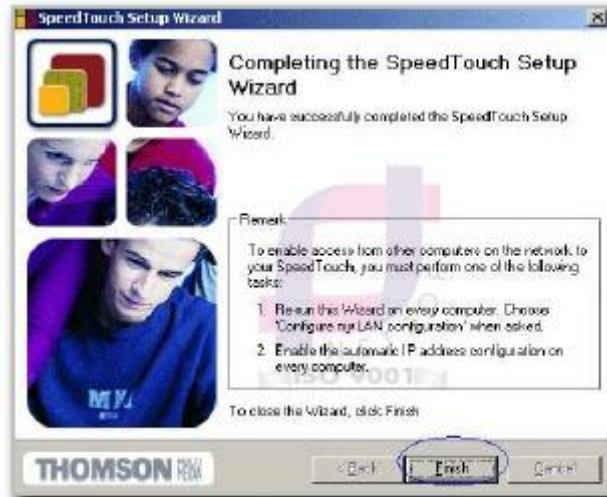 SpeedTouch Setup Wizard
Completing the SpeedTouch Setup
Wizard
You have successfully completed the SpeedTouch Setup
Wizard.
Remark
To enable access from other computers on the network to
your SpeedTouch, you must perform one of the following
tasks:
1. Re-run this Wizard on every computer. Choose
'Configure my LAN configuration' when asked.
2. Enable the automatic IP address configuration on
every computer.
ISO 9001
To close the Wizard, click Finish
THOMSON
< Back
Finish
Cancel